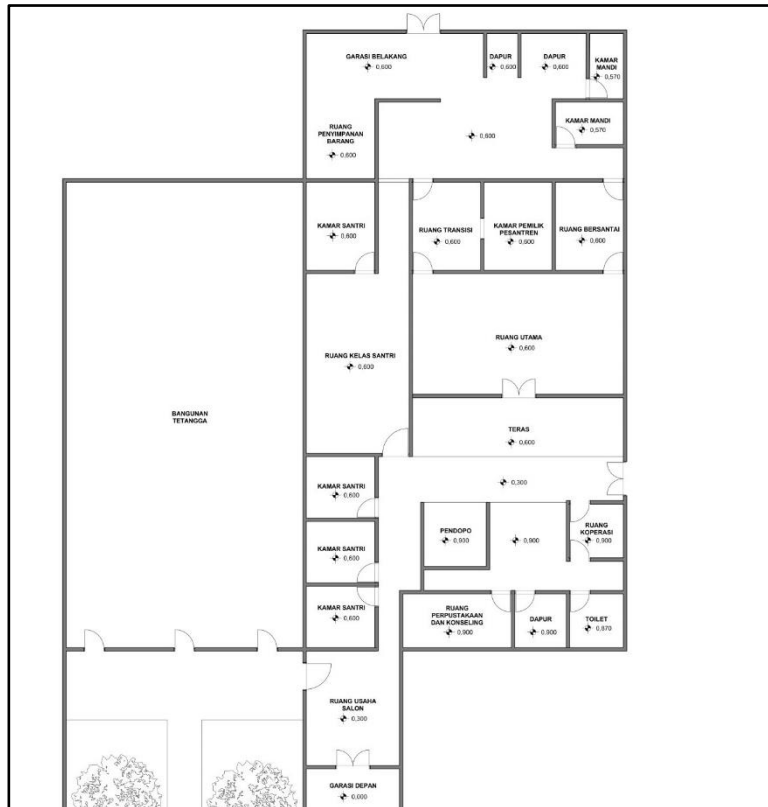 GARASI BELAKANG
0,600
DAPUR
0,600
DAPUR
0,600
KAMAR
MANDI
0,570
KAMAR MANDI
0,570
RUANG
PENYIMPANAN
BARANG
0,600
0,600
KAMAR SANTRI
0,600
RUANG TRANSISI
0,600
KAMAR PEMILIK
PESANTREN
0,600
RUANG BERSANTAI
0,600
RUANG KELAS SANTRI
0,600
RUANG UTAMA
0,600
BANGUNAN
TETANGGA
TERAS
0,600
0,300
KAMAR SANTRI
0,600
PENDOPO
0,900
0,900
RUANG
KOPERASI
0,900
KAMAR SANTRI
0,600
KAMAR SANTRI
0,600
RUANG
PERPUSTAKAAN
DAN KONSELING
0,900
DAPUR
0,900
TOILET
0,870
RUANG USAHA
SALON
0,300
GARASI DEPAN
0,000